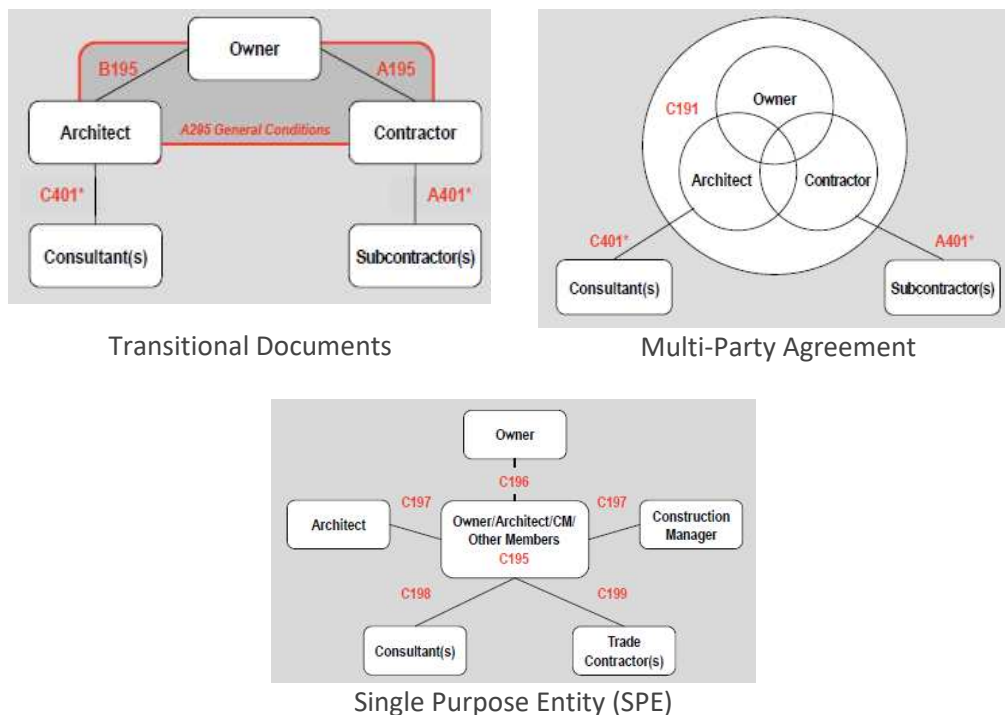 Owner
B195
A195
Architect
A295 General Conditions
Contractor
C401*
A401*
Consultant(s)
Subcontractor(s)
Transitional Documents
Owner
C191
Architect
Contractor
C401*
A401*
Consultant(s)
Subcontractor(s)
Multi-Party Agreement
Owner
C196
C197
C197
Architect
Owner/Architect/CM/
Other Members
C195
Construction
Manager
C198
C199
Consultant(s)
Trade
Contractor(s)
Single Purpose Entity (SPE)